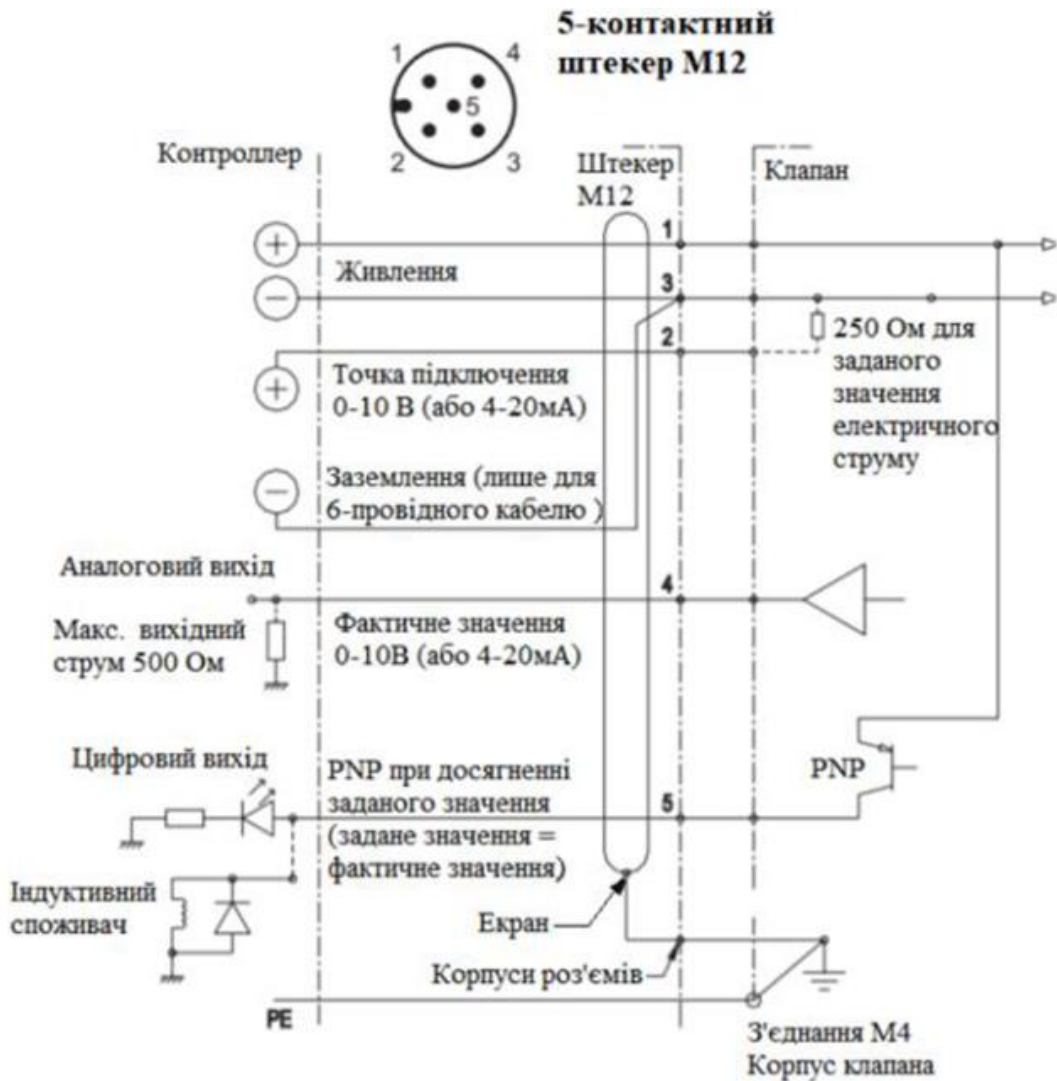 5-контактний
штекер М12
1
4
5
2
3
Контроллер
Штекер
М12
Клапан
1
Живлення
3
2
250 Ом для
заданого
значення
електричного
струму
Точка підключення
0-10 В (або 4-20мА)
Заземлення (лише для
6-провідного кабелю )
Аналоговий вихід
4
Макс. вихідний
струм 500 Ом
Фактичне значення
0-10В (або 4-20мА)
Цифровий вихід
PNP при досягненні
заданого значення
(задане значення =
фактичне значення)
5
PNP
Індуктивний
споживач
Екран
Корпуси роз'ємів
PE
З'єднання М4
Корпус клапана